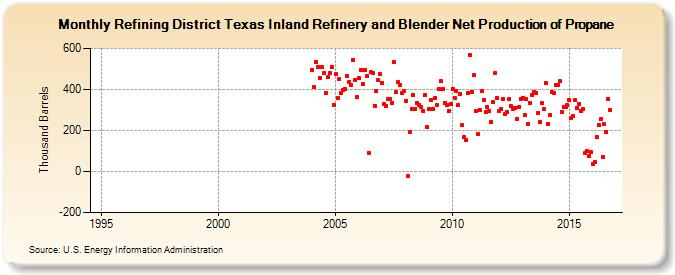 Monthly Refining District Texas Inland Refinery and Blender Net Production of Propane
Thousand Barrels
600
400
200
0
-200
1995 2000 2005 2010 2015
Source: U.S. Energy Information Administration